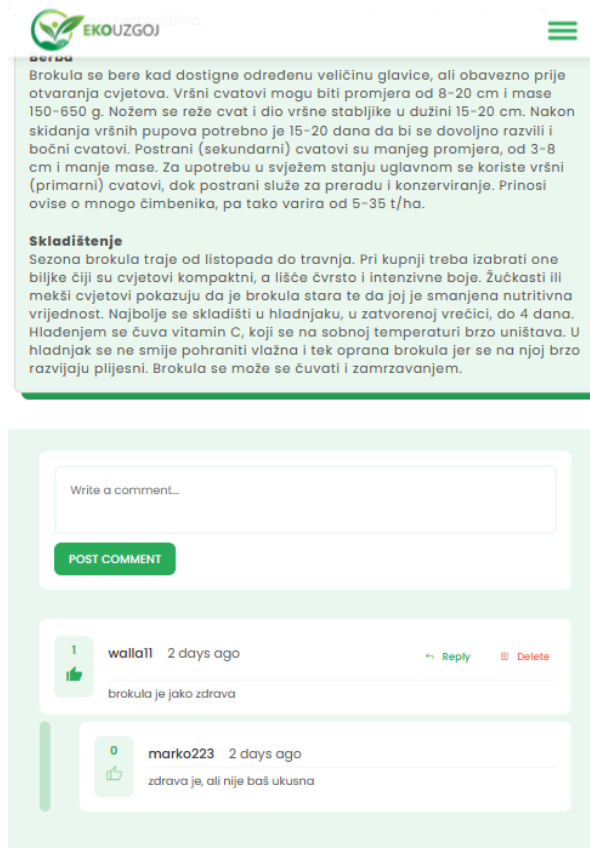 EKOUZGOJ
Berba
Brokula se bere kad dostigne određenu veličinu glavice, ali obavezno prije
otvaranja cvjetova. Vršni cvatovi mogu biti promjera od 8-20 cm i mase
150-650 g. Nožem se reže cvat i dio vršne stabljike u dužini 15-20 cm. Nakon
skidanja vršnih pupova potrebno je 15-20 dana da bi se dovoljno razvili i
bočni cvatovi. Postrani (sekundarni) cvatovi su manjeg promjera, od 3-8
cm i manje mase. Za upotrebu u svježem stanju uglavnom se koriste vršni
(primarni) cvatovi, dok postrani služe za preradu i konzerviranje. Prinosi
ovise o mnogo čimbenika, pa tako varira od 5-35 t/ha.
Skladištenje
Sezona brokula traje od listopada do travnja. Pri kupnji treba izabrati one
biljke čiji su cvjetovi kompaktni, a lišće čvrsto i intenzivne boje. Žućkasti ili
mekši cvjetovi pokazuju da je brokula stara te da joj je smanjena nutritivna
vrijednost. Najbolje se skladišti u hladnjaku, u zatvorenoj vrećici, do 4 dana.
Hlađenjem se čuva vitamin C, koji se na sobnoj temperaturi brzo uništava. U
hladnjak se ne smije pohraniti vlažna i tek oprana brokula jer se na njoj brzo
razvijaju plijesni. Brokula se može se čuvati i zamrzavanjem.
Write a comment...
POST COMMENT
1 walla11 2 days ago Reply Delete
brokula je jako zdrava
0 marko223 2 days ago
zdrava je, ali nije baš ukusna